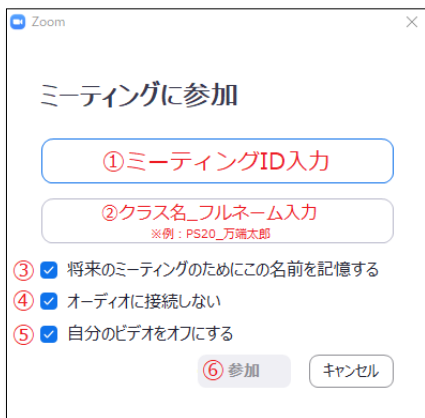 Zoom
ミーティングに参加
①ミーティングID入力
②クラス名_フルネーム入力
※例：PS20_万瑞太郎
③ 将来のミーティングのためにこの名前を記憶する
④ オーディオに接続しない
⑤ 自分のビデオをオフにする
⑥ 参加 キャンセル